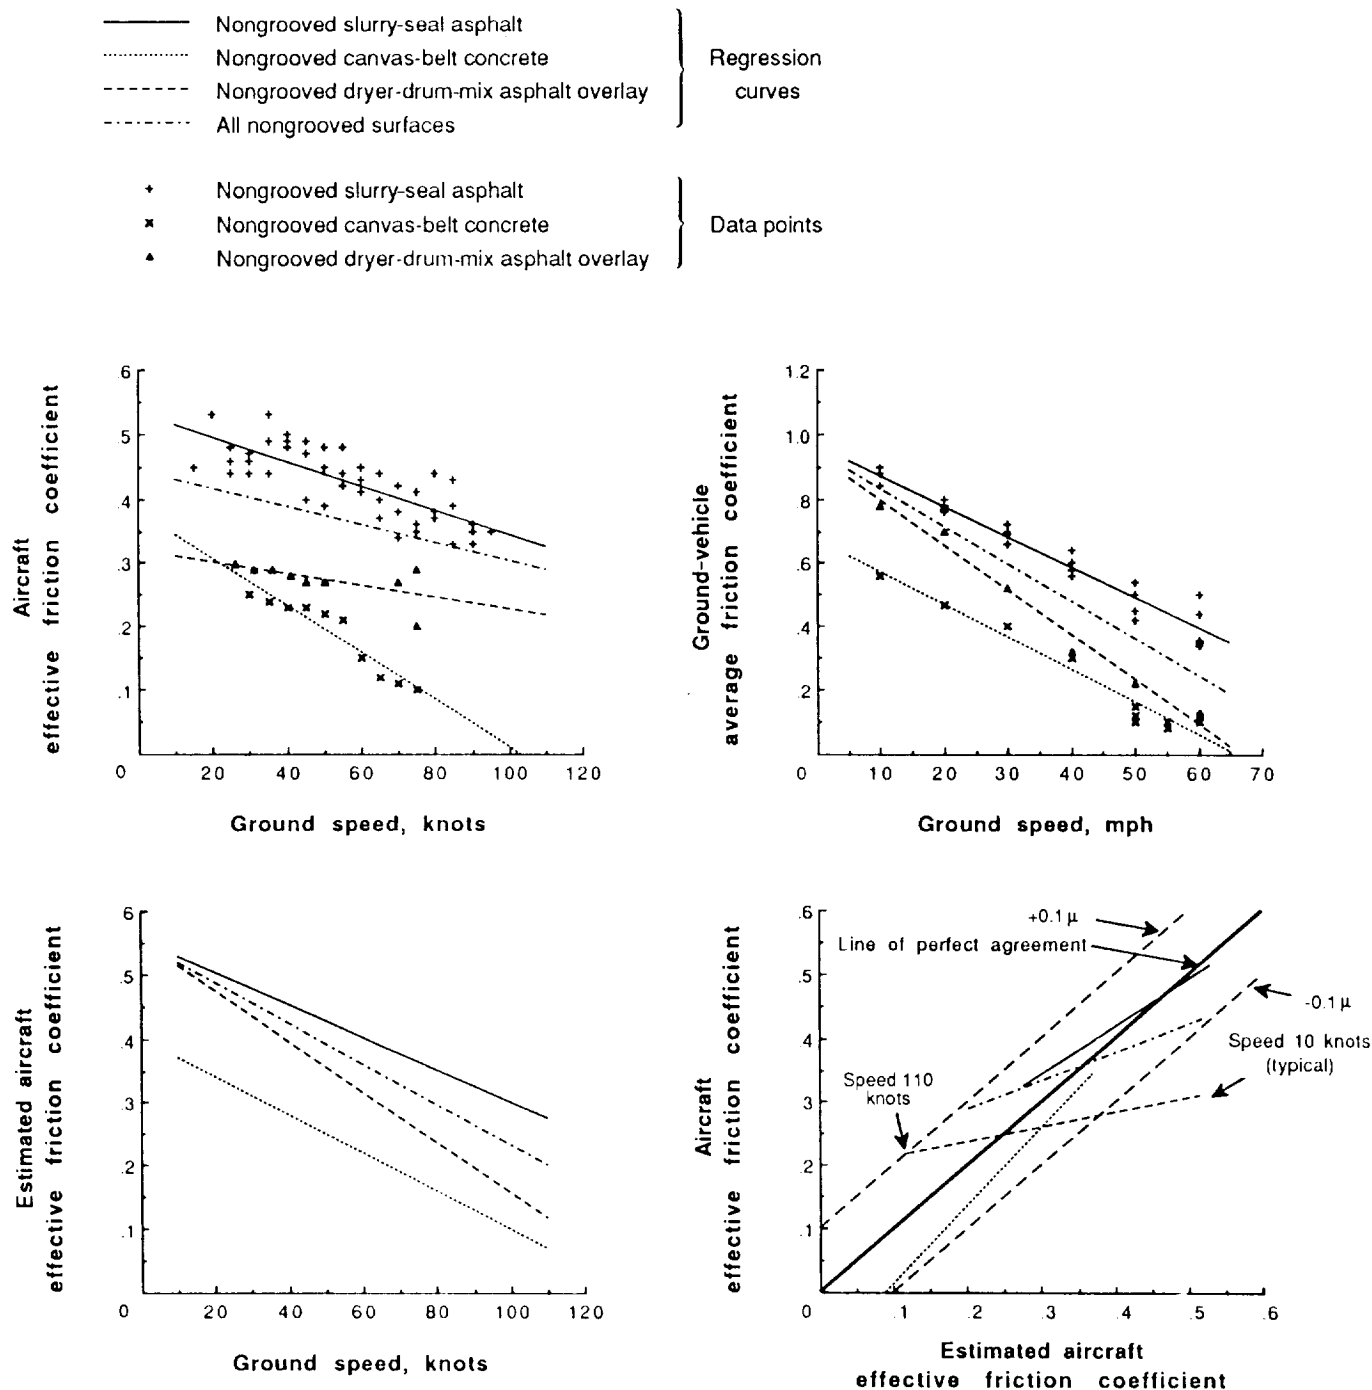 Nongrooved slurry-seal asphalt
Nongrooved canvas-belt concrete
Nongrooved dryer-drum-mix asphalt overlay
All nongrooved surfaces
Regression
curves
Nongrooved slurry-seal asphalt
Nongrooved canvas-belt concrete
Nongrooved dryer-drum-mix asphalt overlay
Data points
Aircraft
effective friction coefficient
.6
.5
.4
.3
.2
.1
0 20 40 60 80 100 120
Ground speed, knots
Ground-vehicle
average friction coefficient
1.2
1.0
.8
.6
.4
.2
0 10 20 30 40 50 60 70
Ground speed, mph
Estimated aircraft
effective friction coefficient
.6
.5
.4
.3
.2
.1
0 20 40 60 80 100 120
Ground speed, knots
Aircraft
effective friction coefficient
.6
.5
.4
.3
.2
.1
0 .1 .2 .3 .4 .5 .6
+0.1 μ
Line of perfect agreement
-0.1 μ
Speed 10 knots
(typical)
Speed 110
knots
Estimated aircraft
effective friction coefficient